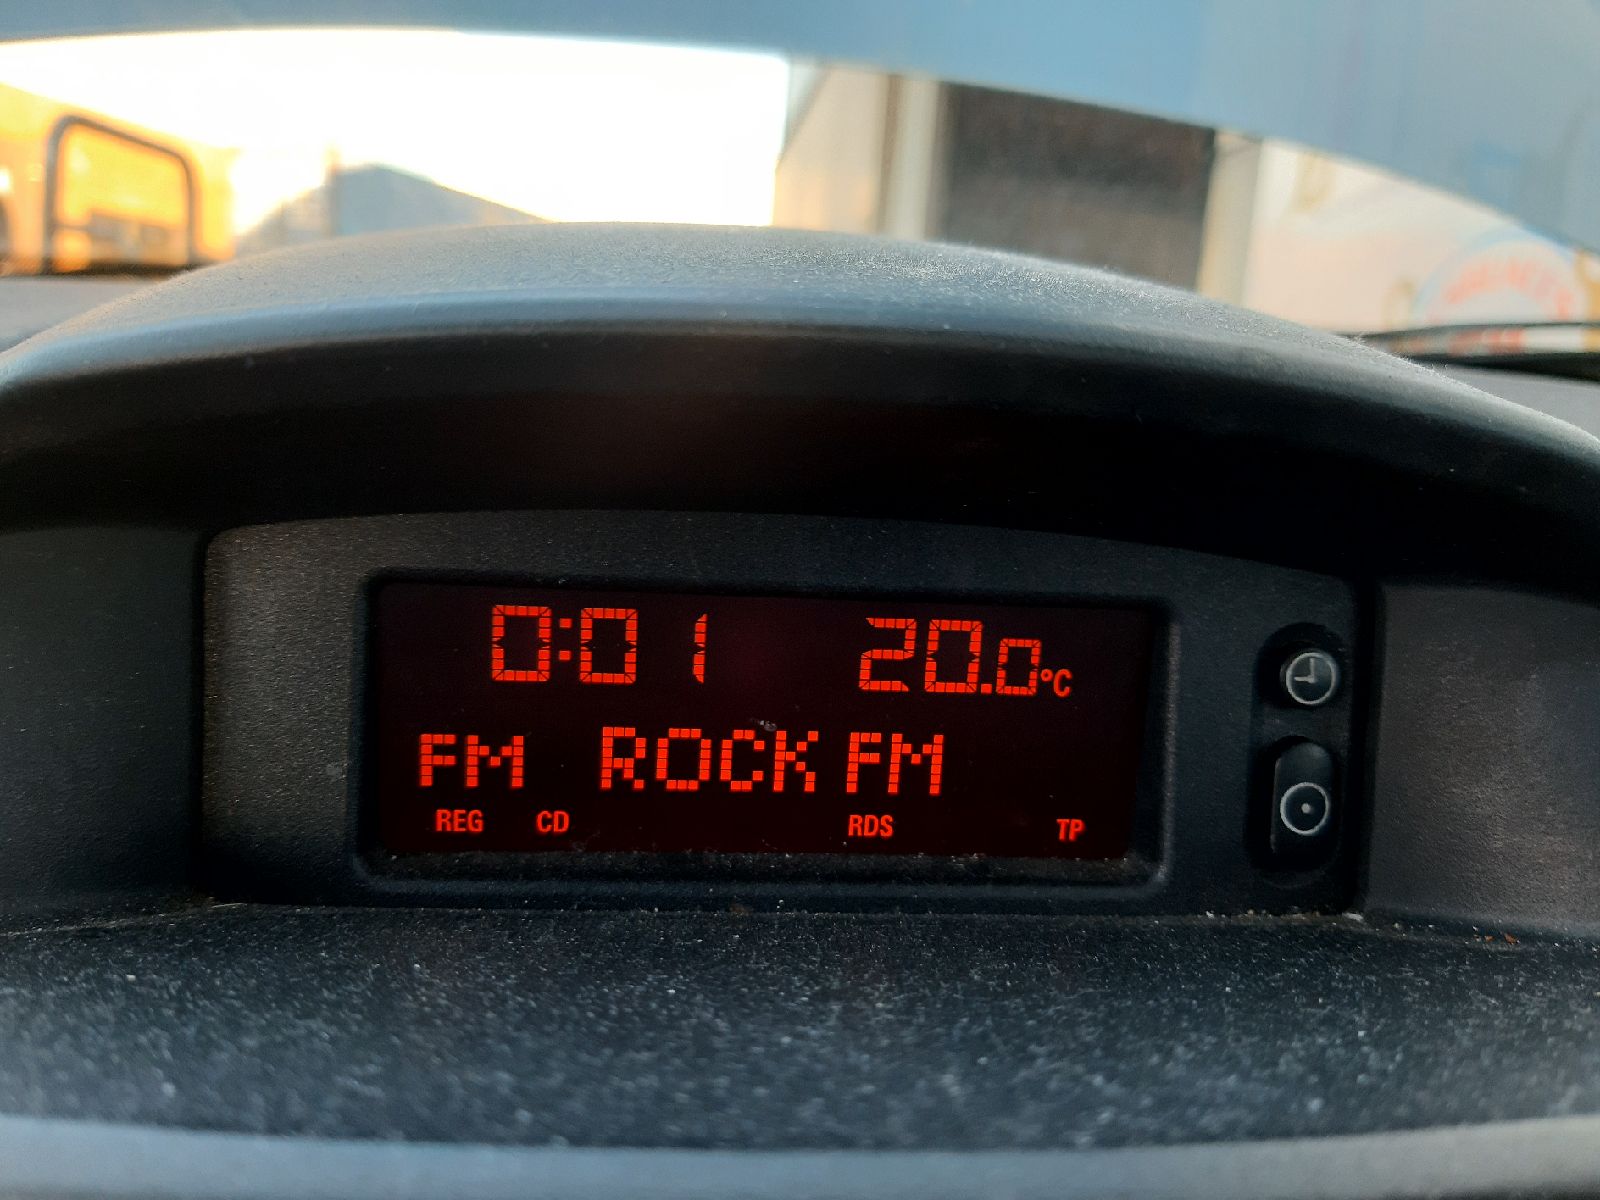 0:01 20.0°C
FM ROCK FM
REG CD RDS TP